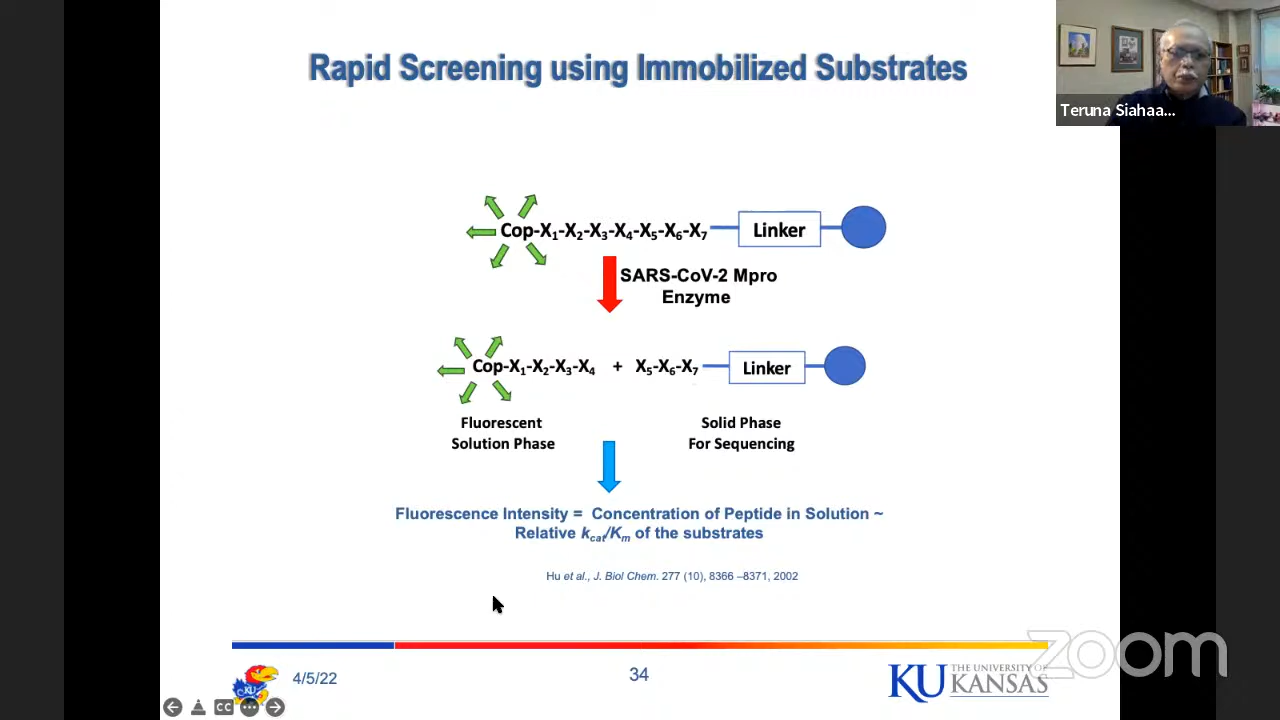 Rapid Screening using Immobilized Substrates
Teruna Siahaa...
Cop-X1-X2-X3-X4-X5-X6-X7
Linker
SARS-CoV-2 Mpro
Enzyme
Cop-X1-X2-X3-X4 + X5-X6-X7
Linker
Fluorescent
Solution Phase
Solid Phase
For Sequencing
Fluorescence Intensity = Concentration of Peptide in Solution ~
Relative kcat/Km of the substrates
Hu et al., J. Biol Chem. 277 (10), 8366 –8371, 2002
zoom
4/5/22
34
KU
THE UNIVERSITY OF
KANSAS
KU
CC